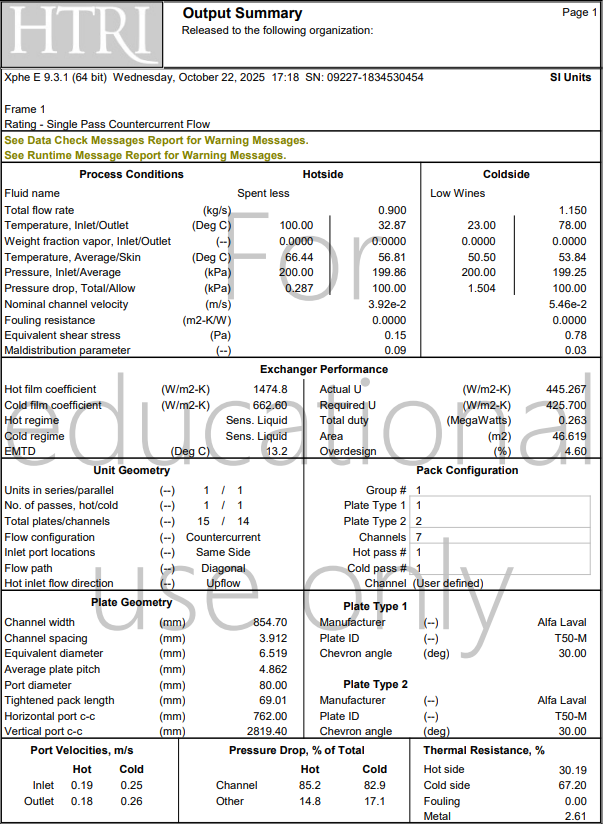 HTRI
Output Summary Page 1
Released to the following organization:
Xphe E 9.3.1 (64 bit) Wednesday, October 22, 2025 17:18 SN: 09227-1834530454 SI Units
Frame 1
Rating - Single Pass Countercurrent Flow
See Data Check Messages Report for Warning Messages.
See Runtime Message Report for Warning Messages.
Process Conditions Hotside Coldside
Fluid name Spent less Low Wines
Total flow rate (kg/s) 0.900 1.150
Temperature, Inlet/Outlet (Deg C) 100.00 32.87 23.00 78.00
Weight fraction vapor, Inlet/Outlet (--) 0.0000 0.0000 0.0000 0.0000
Temperature, Average/Skin (Deg C) 66.44 56.81 50.50 53.84
Pressure, Inlet/Average (kPa) 200.00 199.86 200.00 199.25
Pressure drop, Total/Allow (kPa) 0.287 100.00 1.504 100.00
Nominal channel velocity (m/s) 3.92e-2 5.46e-2
Fouling resistance (m2-K/W) 0.0000 0.0000
Equivalent shear stress (Pa) 0.15 0.78
Maldistribution parameter (--) 0.09 0.03
Exchanger Performance
Hot film coefficient (W/m2-K) 1474.8 Actual U (W/m2-K) 445.267
Cold film coefficient (W/m2-K) 662.60 Required U (W/m2-K) 425.700
Hot regime Sens. Liquid Total duty (MegaWatts) 0.263
Cold regime Sens. Liquid Area (m2) 46.619
EMTD (Deg C) 13.2 Overdesign (%) 4.60
Unit Geometry Pack Configuration
Units in series/parallel (--) 1 / 1 Group # 1
No. of passes, hot/cold (--) 1 / 1 Plate Type 1 1
Total plates/channels (--) 15 / 14 Plate Type 2 2
Flow configuration (--) Countercurrent Channels 7
Inlet port locations (--) Same Side Hot pass # 1
Flow path (--) Diagonal Cold pass # 1
Hot inlet flow direction (--) Upflow Channel (User defined)
Plate Geometry Plate Type 1
Channel width (mm) 854.70 Manufacturer (--) Alfa Laval
Channel spacing (mm) 3.912 Plate ID (--) T50-M
Equivalent diameter (mm) 6.519 Chevron angle (deg) 30.00
Average plate pitch (mm) 4.862
Port diameter (mm) 80.00 Plate Type 2
Tightened pack length (mm) 69.01 Manufacturer (--) Alfa Laval
Horizontal port c-c (mm) 762.00 Plate ID (--) T50-M
Vertical port c-c (mm) 2819.40 Chevron angle (deg) 30.00
Port Velocities, m/s Pressure Drop, % of Total Thermal Resistance, %
Hot Cold Hot Cold Hot side 30.19
Inlet 0.19 0.25 Channel 85.2 82.9 Cold side 67.20
Outlet 0.18 0.26 Other 14.8 17.1 Fouling 0.00
Metal 2.61
For
educational
use only